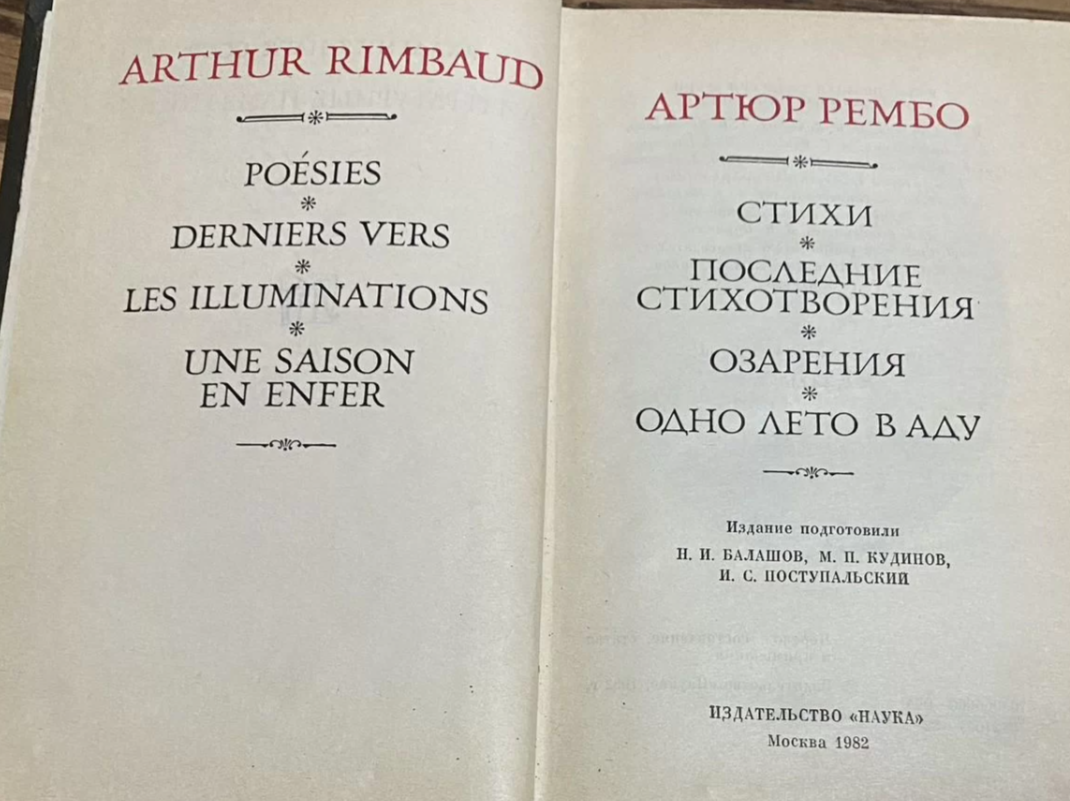 ARTHUR RIMBAUD
POÉSIES
DERNIERS VERS
LES ILLUMINATIONS
UNE SAISON
EN ENFER
АРТЮР РЕМБО
СТИХИ
ПОСЛЕДНИЕ
СТИХОТВОРЕНИЯ
ОЗАРЕНИЯ
ОДНО ЛЕТО В АДУ
Издание подготовили
Н. И. БАЛАШОВ, М. П. КУДИНОВ,
И. С. ПОСТУПАЛЬСКИЙ
ИЗДАТЕЛЬСТВО «НАУКА»
Москва 1982